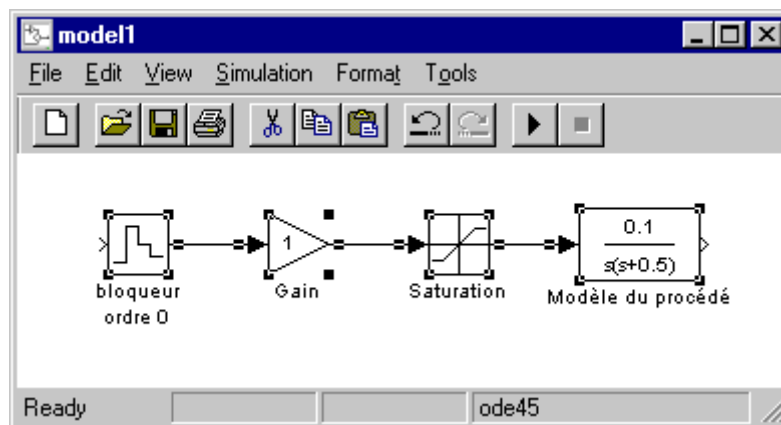 model1
File Edit View Simulation Format Tools
1
0.1
s(s+0.5)
bloqueur
ordre 0
Gain
Saturation
Modèle du procédé
Ready
ode45